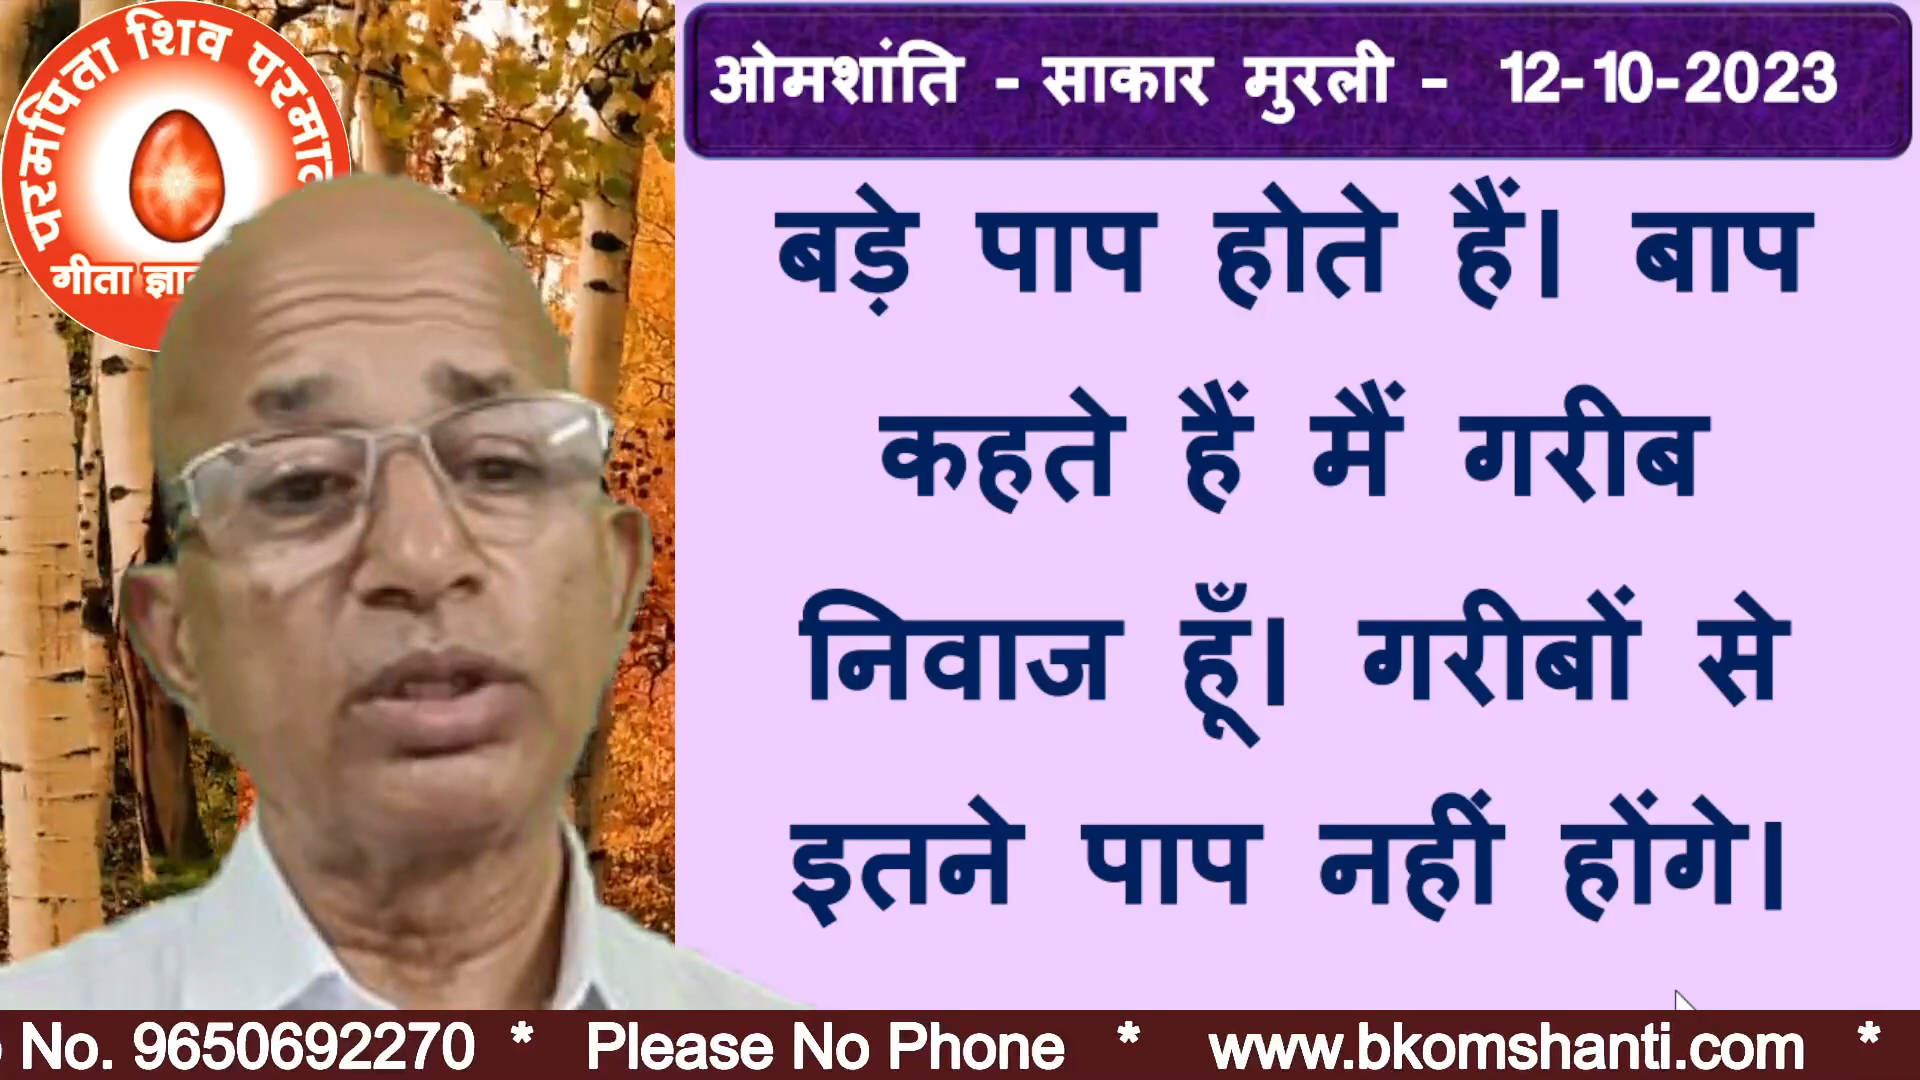 परमपिता शिव
गीता
ओमशांति - साकार मुरली - 12-10-2023
बड़े पाप होते हैं। बाप
कहते हैं मैं गरीब
निवाज हूँ। गरीबों से
इतने पाप नहीं होंगे।
No. 9650692270 * Please No Phone * www.bkomshanti.com *